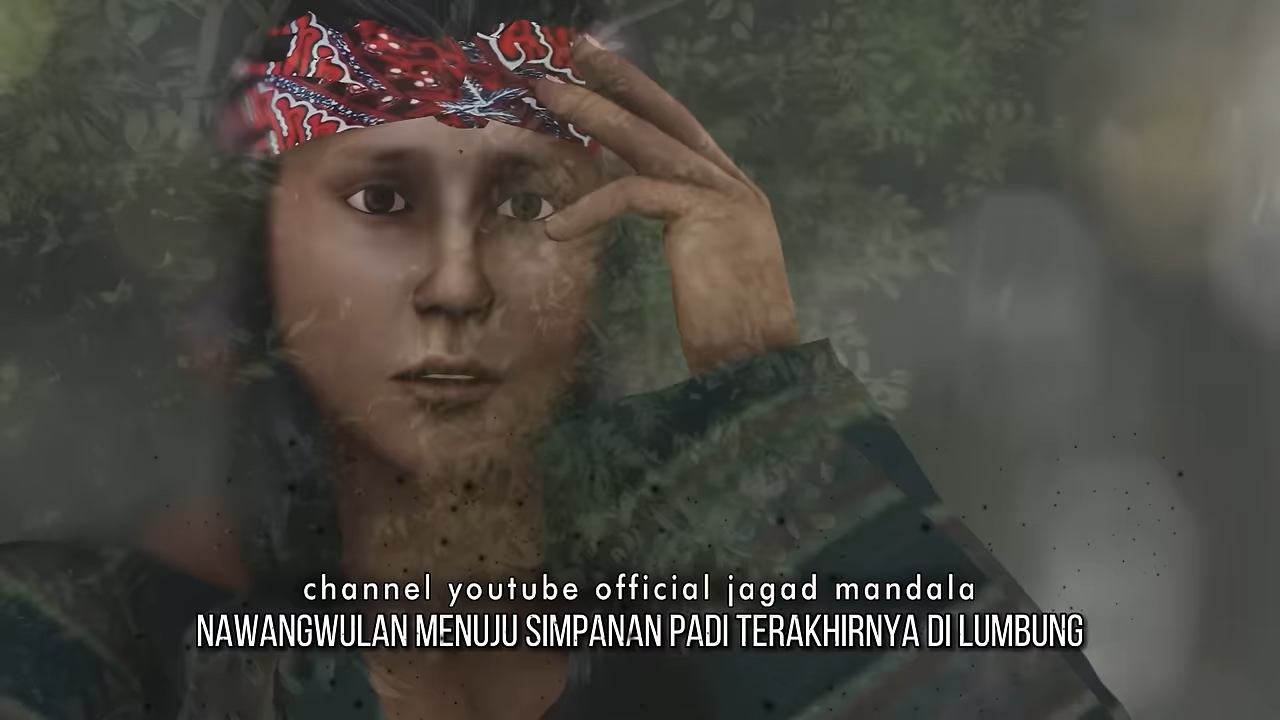 channel youtube official jagad mandala
NAWANGWULAN MENUJU SIMPANAN PADI TERAKHIRNYA DI LUMBUNG